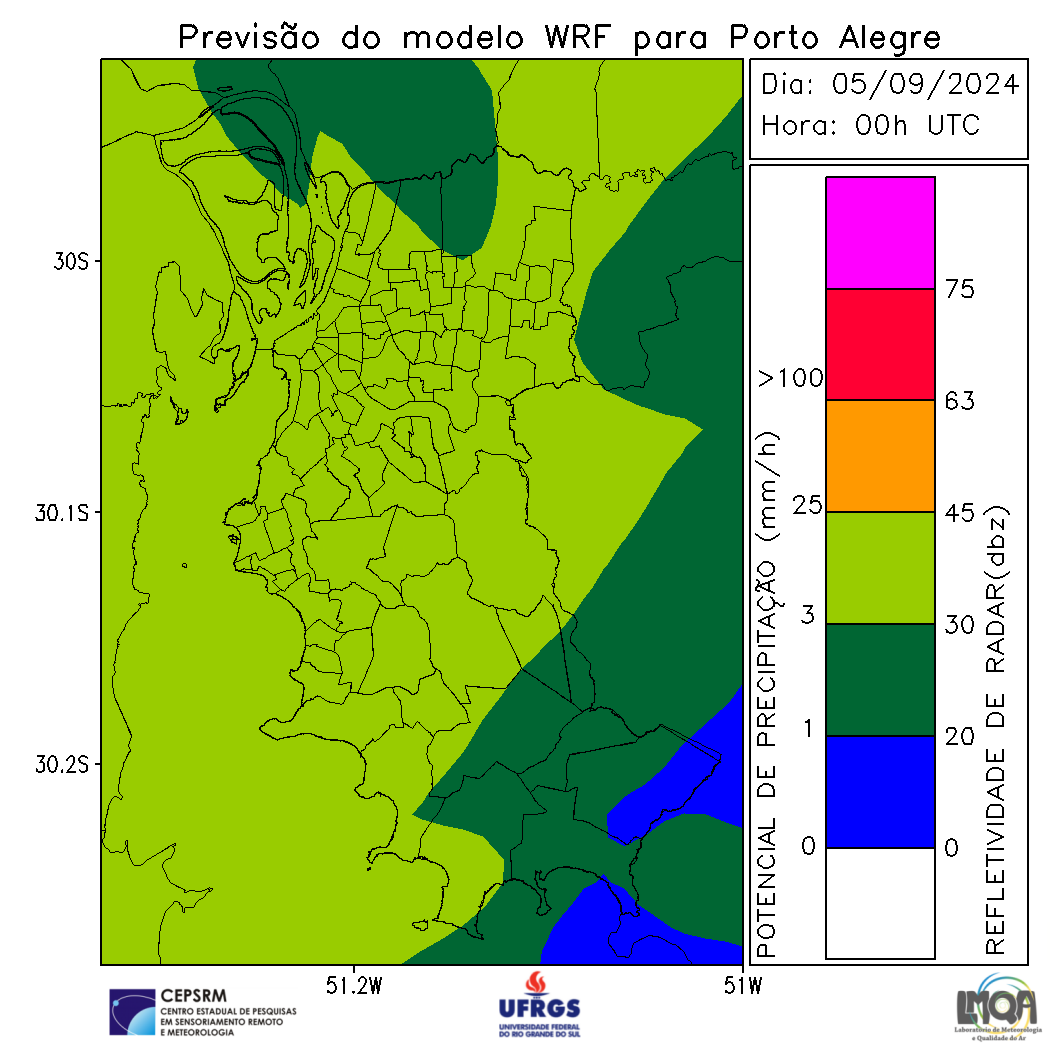 Previsão do modelo WRF para Porto Alegre
Dia: 05/09/2024
Hora: 00h UTC
30S
30.1S
30.2S
51.2W
51W
POTENCIAL DE PRECIPITAÇÃO (mm/h)
>100
25
3
1
0
75
63
45
30
20
0
REFLETIVIDADE DE RADAR(dbz)
CEPSRM
CENTRO ESTADUAL DE PESQUISAS
EM SENSORIAMENTO REMOTO
E METEOROLOGIA
UFRGS
UNIVERSIDADE FEDERAL
DO RIO GRANDE DO SUL
LMQA
Laboratório de Meteorologia
e Qualidade do Ar